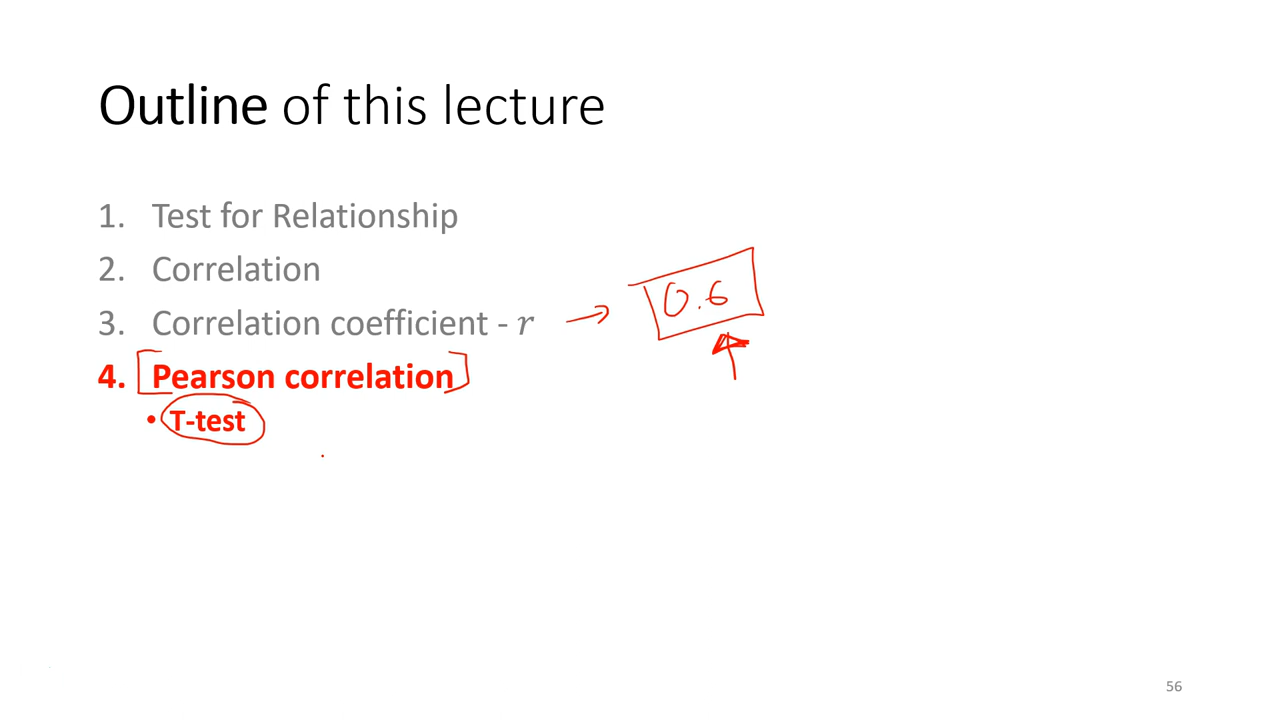 Outline of this lecture
1. Test for Relationship
2. Correlation
3. Correlation coefficient - r → 0.6
4. Pearson correlation
• T-test
56